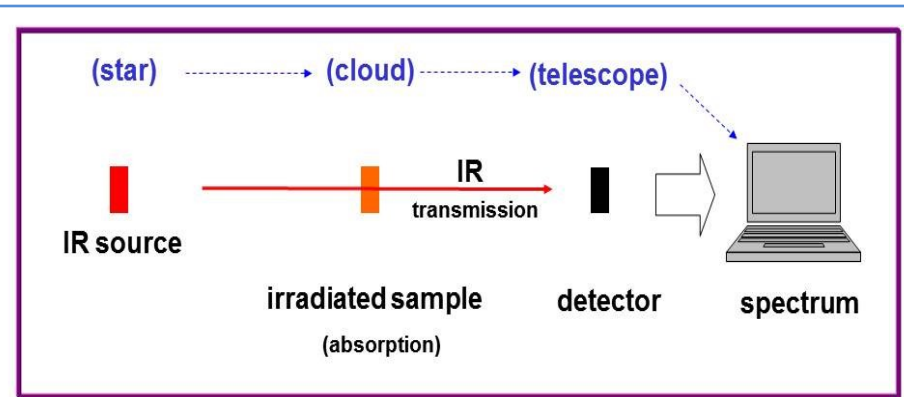 (star) (cloud) (telescope)
IR
transmission
IR source
irradiated sample detector spectrum
(absorption)